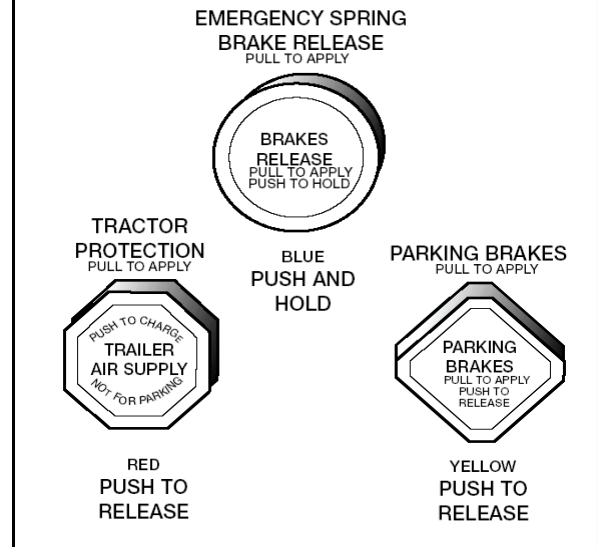 EMERGENCY SPRING
BRAKE RELEASE
PULL TO APPLY
BRAKES
RELEASE
PULL TO APPLY
PUSH TO HOLD
BLUE
PUSH AND
HOLD
TRACTOR
PROTECTION
PULL TO APPLY
PUSH TO CHARGE
TRAILER
AIR SUPPLY
NOT FOR PARKING
RED
PUSH TO
RELEASE
PARKING BRAKES
PULL TO APPLY
PARKING
BRAKES
PULL TO APPLY
PUSH TO
RELEASE
YELLOW
PUSH TO
RELEASE